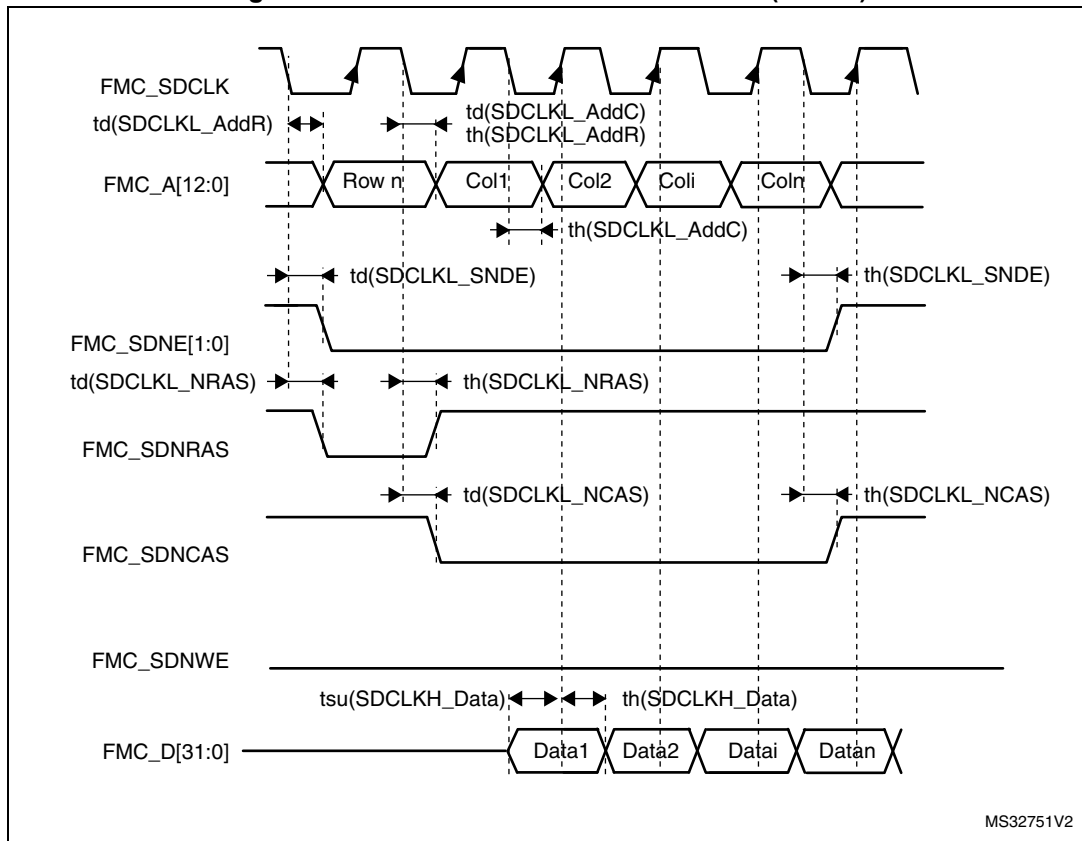 FMC_SDCLK
td(SDCLKL_AddR)
td(SDCLKL_AddC)
th(SDCLKL_AddR)
FMC_A[12:0]
Row n
Col1
Col2
Coli
Coln
th(SDCLKL_AddC)
td(SDCLKL_SNDE)
th(SDCLKL_SNDE)
FMC_SDNE[1:0]
td(SDCLKL_NRAS)
th(SDCLKL_NRAS)
FMC_SDNRAS
td(SDCLKL_NCAS)
th(SDCLKL_NCAS)
FMC_SDNCAS
FMC_SDNWE
tsu(SDCLKH_Data)
th(SDCLKH_Data)
FMC_D[31:0]
Data1
Data2
Datai
Datan
MS32751V2